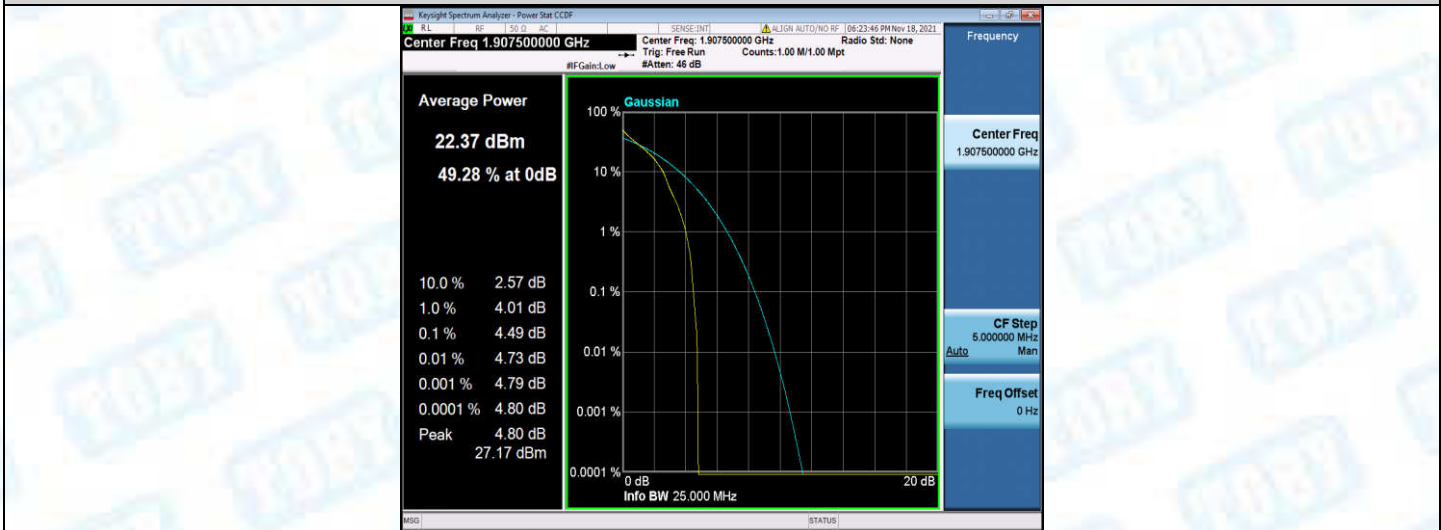 Keysight Spectrum Analyzer - Power Stat CCDF
RL RF 50 Ω AC SENSE:INT ALIGN AUTO/NO RF 06:23:46 PM Nov 18, 2021
Center Freq 1.907500000 GHz
Center Freq: 1.907500000 GHz Radio Std: None
Trig: Free Run Counts:1.00 M/1.00 Mpt
#IFGain:Low #Atten: 46 dB
Frequency
Average Power
22.37 dBm
49.28 % at 0dB
10.0 % 2.57 dB
1.0 % 4.01 dB
0.1 % 4.49 dB
0.01 % 4.73 dB
0.001 % 4.79 dB
0.0001 % 4.80 dB
Peak 4.80 dB
27.17 dBm
Gaussian
100 %
10 %
1 %
0.1 %
0.01 %
0.001 %
0.0001 %
0 dB 20 dB
Info BW 25.000 MHz
Center Freq
1.907500000 GHz
CF Step
5.000000 MHz
Auto Man
Freq Offset
0 Hz
MSG STATUS